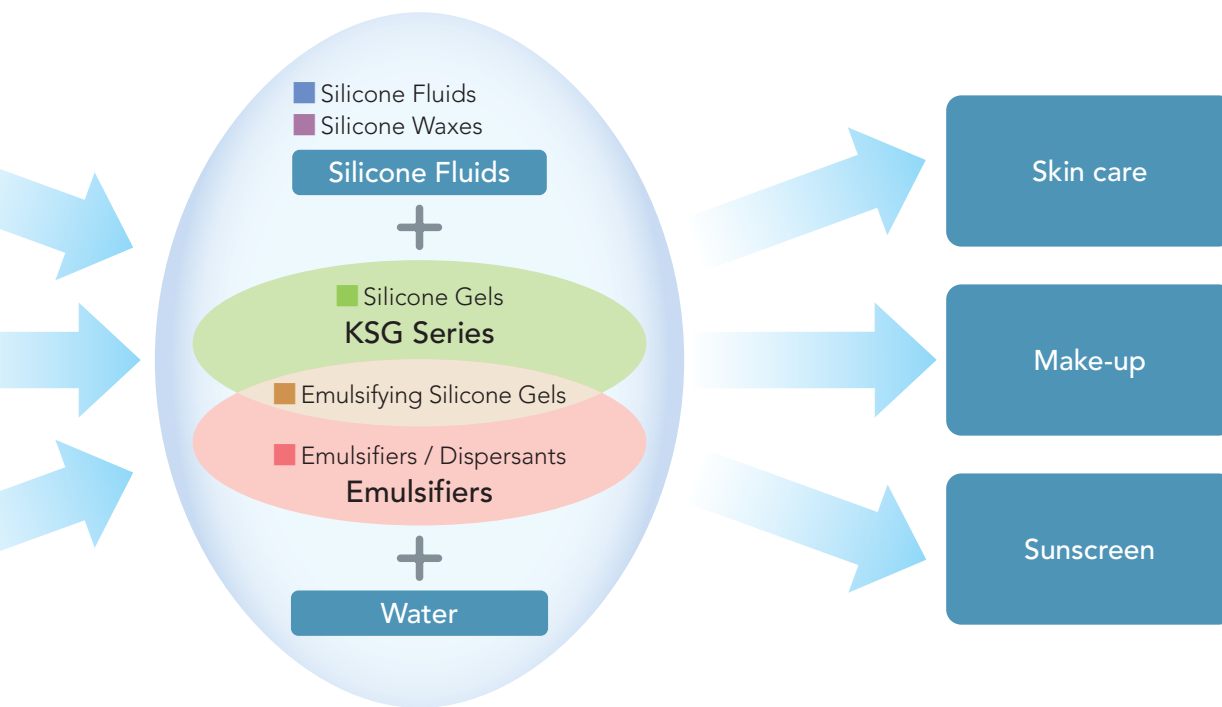 Silicone Fluids
Silicone Waxes
Silicone Fluids
Silicone Gels
KSG Series
Emulsifying Silicone Gels
Emulsifiers / Dispersants
Emulsifiers
Water
Skin care
Make-up
Sunscreen